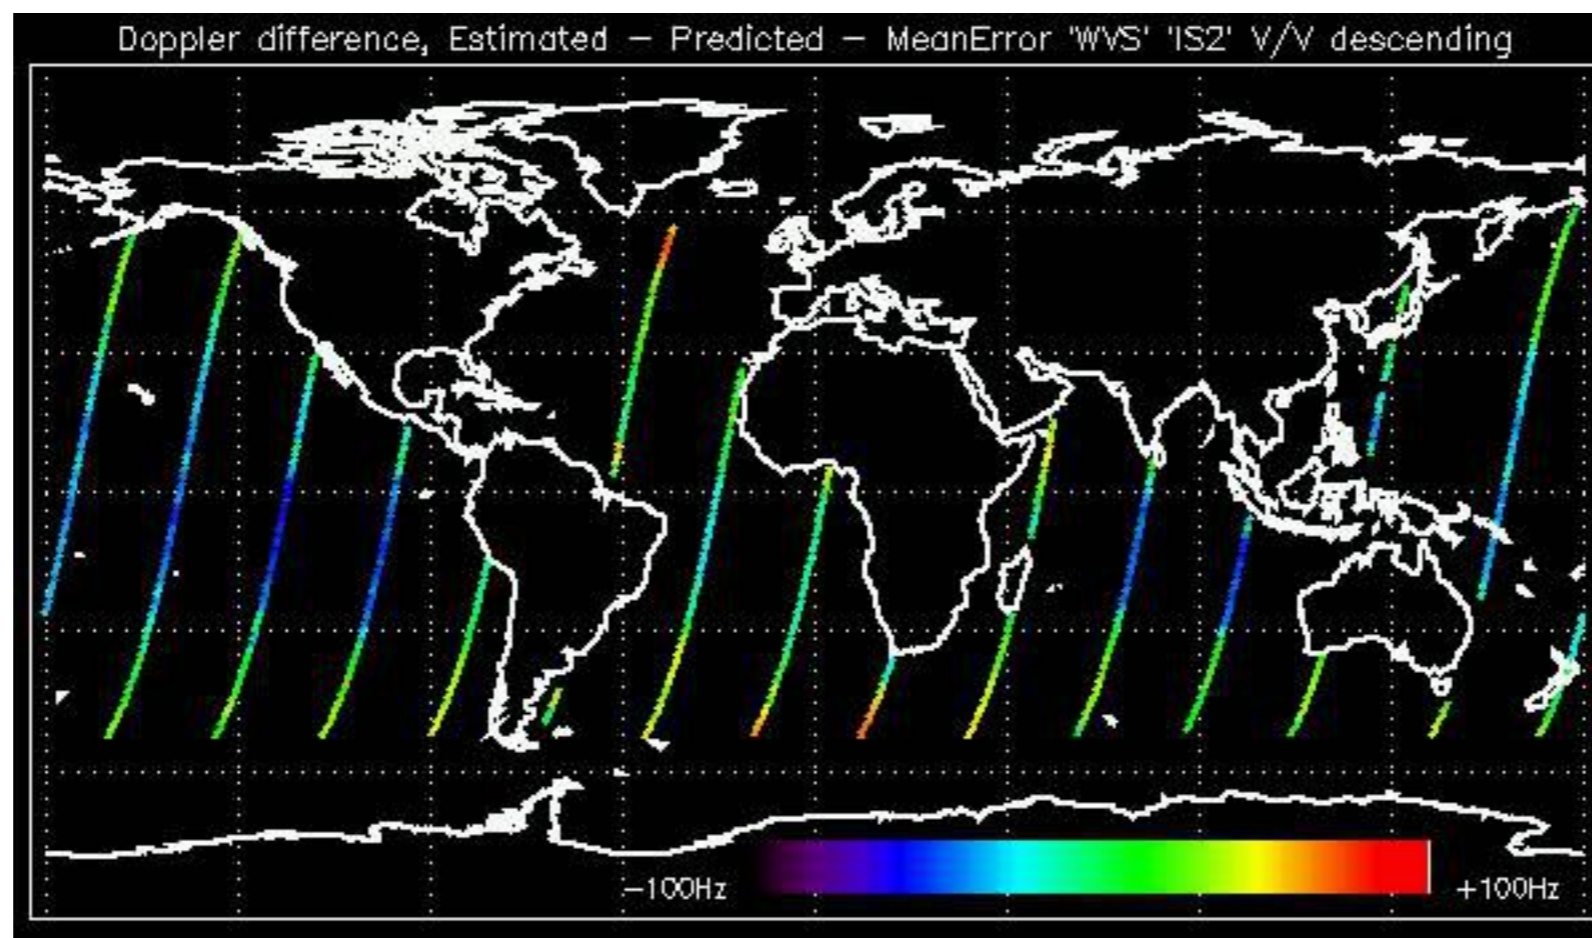 Doppler difference, Estimated – Predicted – MeanError 'WVS' 'IS2' V/V descending
–100Hz
+100Hz